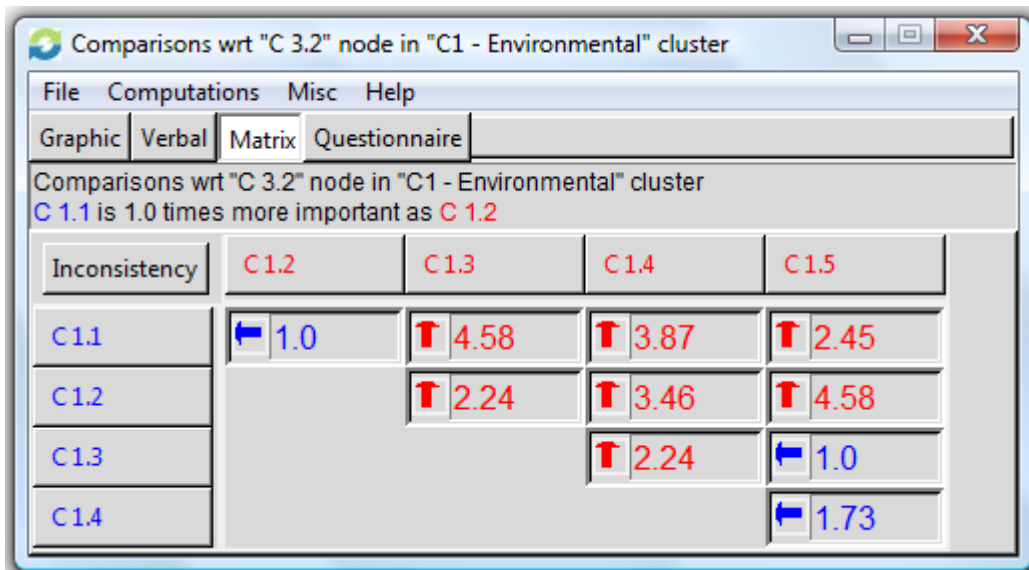 Comparisons wrt "C 3.2" node in "C1 - Environmental" cluster
File Computations Misc Help
Graphic Verbal Matrix Questionnaire
Comparisons wrt "C 3.2" node in "C1 - Environmental" cluster
C 1.1 is 1.0 times more important as C 1.2
Inconsistency C 1.2 C 1.3 C 1.4 C 1.5
C 1.1 1.0 4.58 3.87 2.45
C 1.2 2.24 3.46 4.58
C 1.3 2.24 1.0
C 1.4 1.73